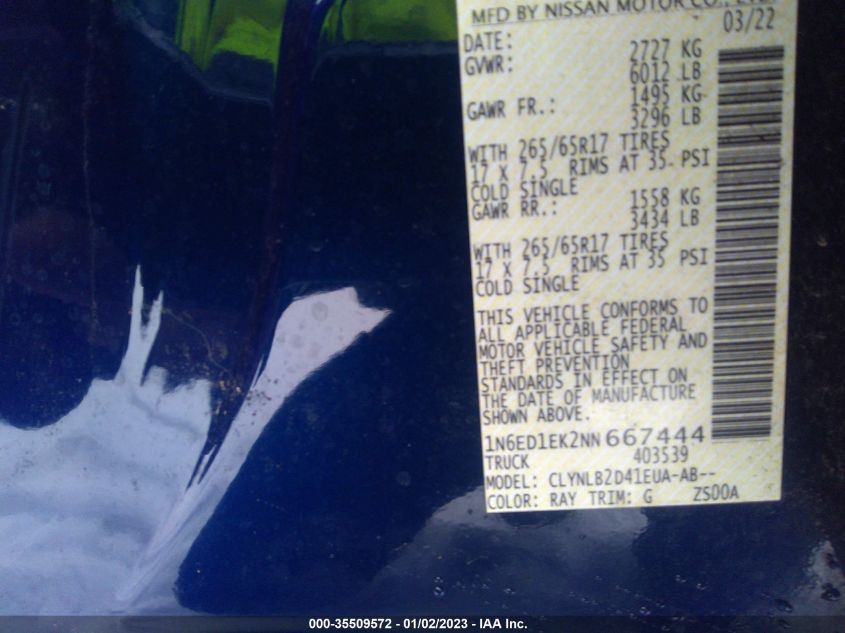 MFD BY NISSAN MOTOR CO., LTD.
DATE: 03/22
GVWR: 2727 KG
6012 LB
GAWR FR.: 1495 KG
3296 LB
WITH 265/65R17 TIRES
17 X 7.5 RIMS AT 35 PSI
COLD SINGLE
GAWR RR.: 1558 KG
3434 LB
WITH 265/65R17 TIRES
17 X 7.5 RIMS AT 35 PSI
COLD SINGLE
THIS VEHICLE CONFORMS TO
ALL APPLICABLE FEDERAL
MOTOR VEHICLE SAFETY AND
THEFT PREVENTION
STANDARDS IN EFFECT ON
THE DATE OF MANUFACTURE
SHOWN ABOVE.
1N6ED1EK2NN667444
TRUCK 403539
MODEL: CLYNLB2D41EUA-AB--
COLOR: RAY TRIM: G ZS00A
000-35509572 - 01/02/2023 - IAA Inc.